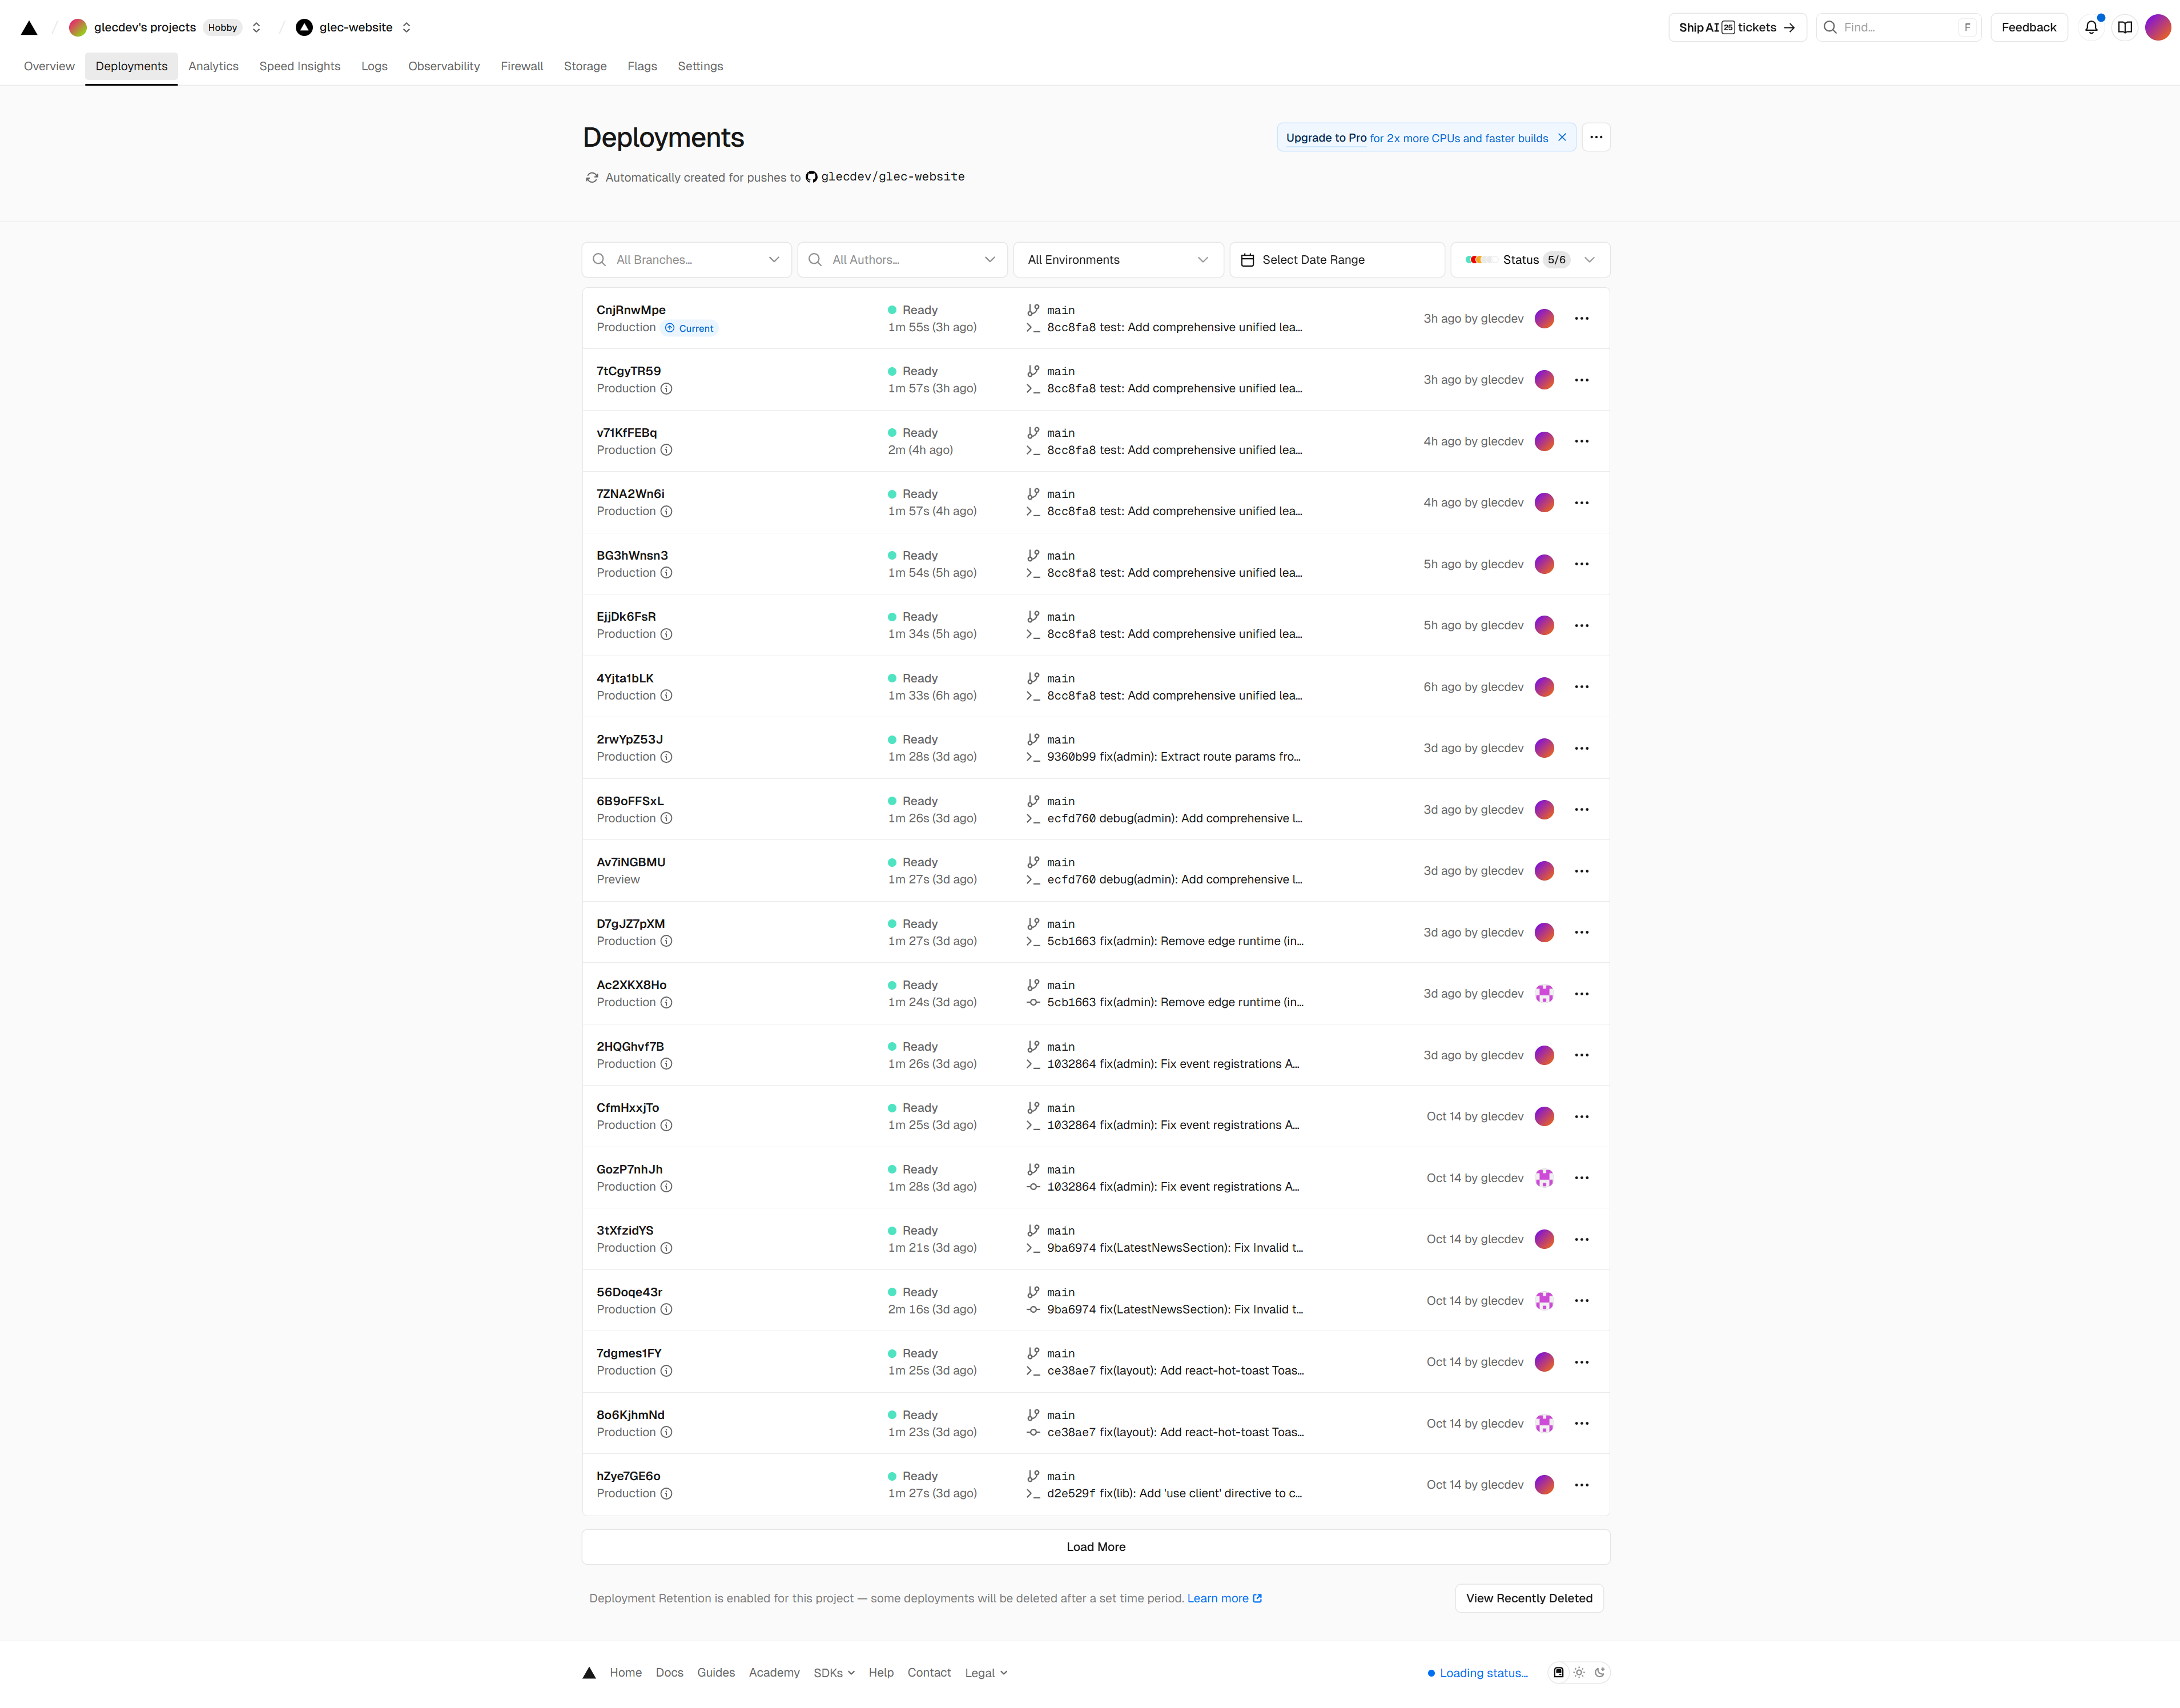 glecdev's projects Hobby glec-website Ship AI 25 tickets → Find... F Feedback
Overview Deployments Analytics Speed Insights Logs Observability Firewall Storage Flags Settings
Deployments
Upgrade to Pro for 2x more CPUs and faster builds
Automatically created for pushes to glecdev/glec-website
All Branches... All Authors... All Environments Select Date Range Status 5/6
CnjRnwMpe Ready main
Production Current 1m 55s (3h ago) 8cc8fa8 test: Add comprehensive unified lea... 3h ago by glecdev
7tCgyTR59 Ready main
Production 1m 57s (3h ago) 8cc8fa8 test: Add comprehensive unified lea... 3h ago by glecdev
v71KfFEBq Ready main
Production 2m (4h ago) 8cc8fa8 test: Add comprehensive unified lea... 4h ago by glecdev
7ZNA2Wn6i Ready main
Production 1m 57s (4h ago) 8cc8fa8 test: Add comprehensive unified lea... 4h ago by glecdev
BG3hWnsn3 Ready main
Production 1m 54s (5h ago) 8cc8fa8 test: Add comprehensive unified lea... 5h ago by glecdev
EjjDk6FsR Ready main
Production 1m 34s (5h ago) 8cc8fa8 test: Add comprehensive unified lea... 5h ago by glecdev
4Yjta1bLK Ready main
Production 1m 33s (6h ago) 8cc8fa8 test: Add comprehensive unified lea... 6h ago by glecdev
2rwYpZ53J Ready main
Production 1m 28s (3d ago) 9360b99 fix(admin): Extract route params fro... 3d ago by glecdev
6B9oFFSxL Ready main
Production 1m 26s (3d ago) ecfd760 debug(admin): Add comprehensive l... 3d ago by glecdev
Av7iNGBMU Ready main
Preview 1m 27s (3d ago) ecfd760 debug(admin): Add comprehensive l... 3d ago by glecdev
D7gJZ7pXM Ready main
Production 1m 27s (3d ago) 5cb1663 fix(admin): Remove edge runtime (in... 3d ago by glecdev
Ac2XKX8Ho Ready main
Production 1m 24s (3d ago) 5cb1663 fix(admin): Remove edge runtime (in... 3d ago by glecdev
2HQGhvf7B Ready main
Production 1m 26s (3d ago) 1032864 fix(admin): Fix event registrations A... 3d ago by glecdev
CfmHxxjTo Ready main
Production 1m 25s (3d ago) 1032864 fix(admin): Fix event registrations A... Oct 14 by glecdev
GozP7nhJh Ready main
Production 1m 28s (3d ago) 1032864 fix(admin): Fix event registrations A... Oct 14 by glecdev
3tXfzidYS Ready main
Production 1m 21s (3d ago) 9ba6974 fix(LatestNewsSection): Fix Invalid t... Oct 14 by glecdev
56Doqe43r Ready main
Production 2m 16s (3d ago) 9ba6974 fix(LatestNewsSection): Fix Invalid t... Oct 14 by glecdev
7dgmes1FY Ready main
Production 1m 25s (3d ago) ce38ae7 fix(layout): Add react-hot-toast Toas... Oct 14 by glecdev
8o6KjhmNd Ready main
Production 1m 23s (3d ago) ce38ae7 fix(layout): Add react-hot-toast Toas... Oct 14 by glecdev
hZye7GE6o Ready main
Production 1m 27s (3d ago) d2e529f fix(lib): Add 'use client' directive to c... Oct 14 by glecdev
Load More
Deployment Retention is enabled for this project — some deployments will be deleted after a set time period. Learn more View Recently Deleted
Home Docs Guides Academy SDKs Help Contact Legal Loading status...